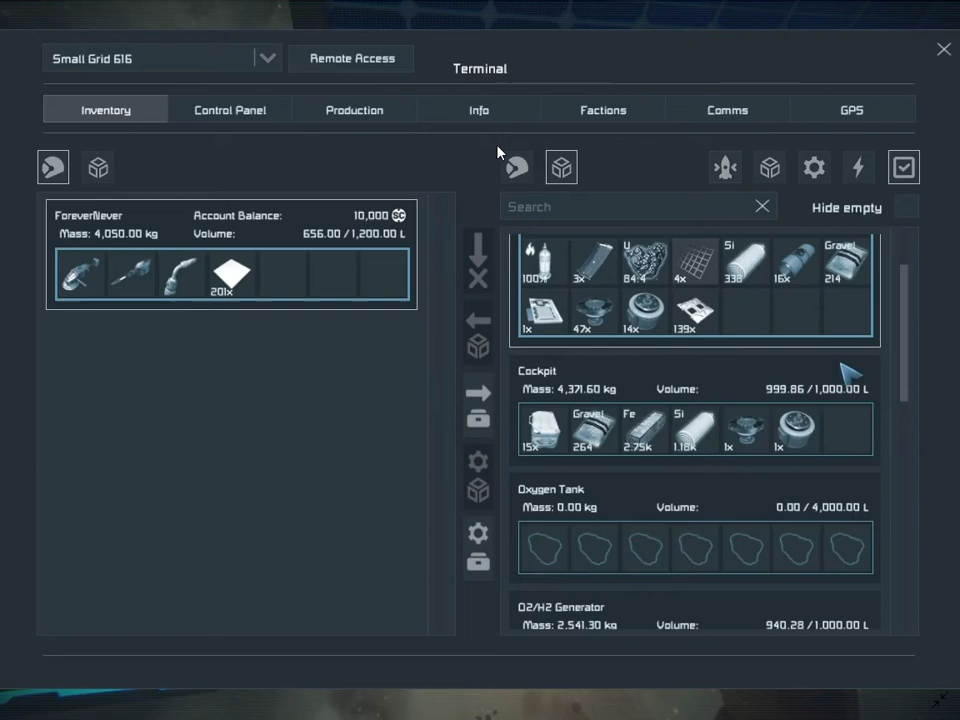 Small Grid 616
Remote Access
Terminal
Inventory
Control Panel
Production
Info
Factions
Comms
GPS
ForeverNever
Account Balance:
10,000 SC
Mass: 4,050.00 kg
Volume:
656.00 / 1,200.00 L
201x
Search
Hide empty
U
Si
Gravel
100%
3x
84.4
4x
338
16x
214
1x
47x
14x
139x
Cockpit
Mass: 4,371.60 kg
Volume:
999.86 / 1,000.00 L
Gravel
Fe
Si
15x
264
2.75k
1.18k
1x
1x
Oxygen Tank
Mass: 0.00 kg
Volume:
0.00 / 4,000.00 L
O2/H2 Generator
Mass: 2,541.30 kg
Volume:
940.28 / 1,000.00 L